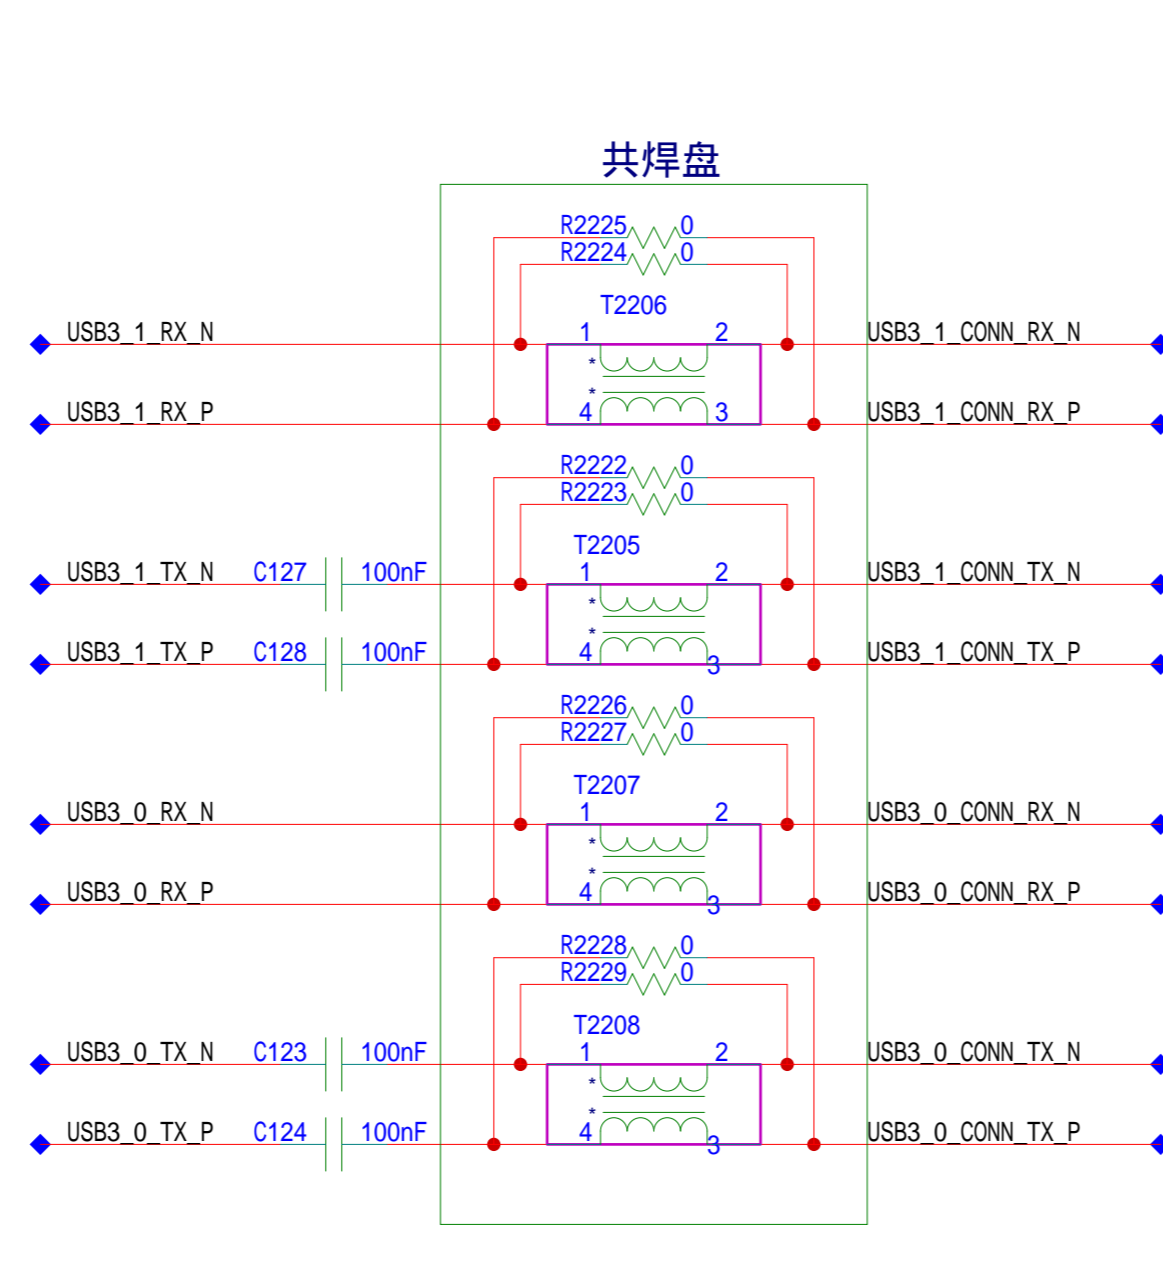 共焊盘
R2225 0
R2224 0
T2206
USB3_1_RX_N 1 2 USB3_1_CONN_RX_N
*
*
USB3_1_RX_P 4 3 USB3_1_CONN_RX_P
R2222 0
R2223 0
T2205
USB3_1_TX_N C127 100nF 1 2 USB3_1_CONN_TX_N
*
*
USB3_1_TX_P C128 100nF 4 3 USB3_1_CONN_TX_P
R2226 0
R2227 0
T2207
USB3_0_RX_N 1 2 USB3_0_CONN_RX_N
*
*
USB3_0_RX_P 4 3 USB3_0_CONN_RX_P
R2228 0
R2229 0
T2208
USB3_0_TX_N C123 100nF 1 2 USB3_0_CONN_TX_N
*
*
USB3_0_TX_P C124 100nF 4 3 USB3_0_CONN_TX_P